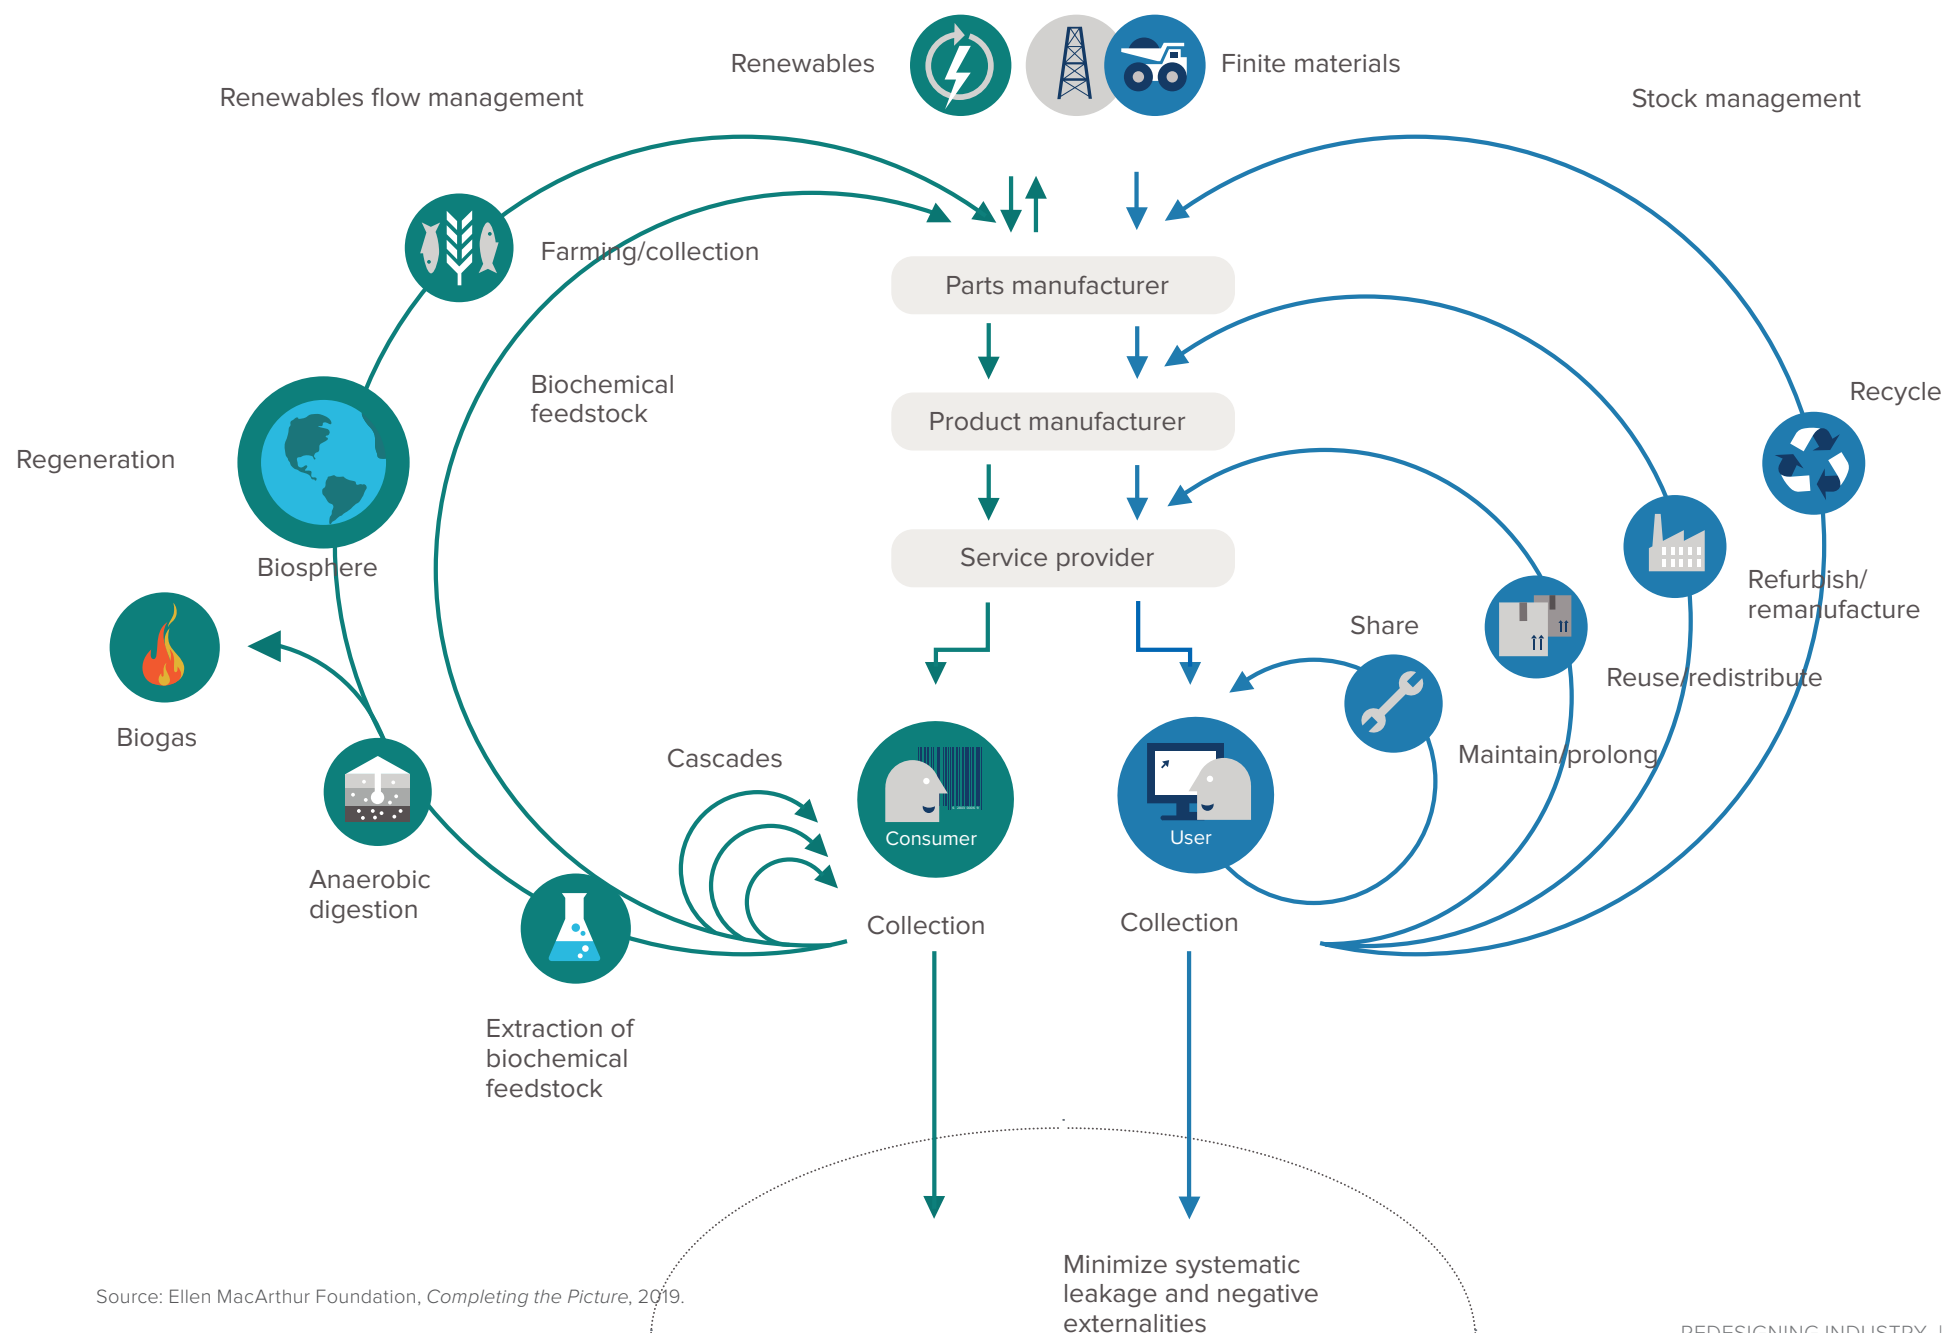 Renewables
Finite materials
Renewables flow management
Stock management
Farming/collection
Parts manufacturer
Biochemical
feedstock
Recycle
Product manufacturer
Regeneration
Service provider
Biosphere
Refurbish/
remanufacture
Share
Reuse/redistribute
Biogas
Cascades
Maintain/prolong
Consumer
User
Anaerobic
digestion
Collection
Collection
Extraction of
biochemical
feedstock
Minimize systematic
leakage and negative
externalities
Source: Ellen MacArthur Foundation, Completing the Picture, 2019.
REDESIGNING INDUSTRY |